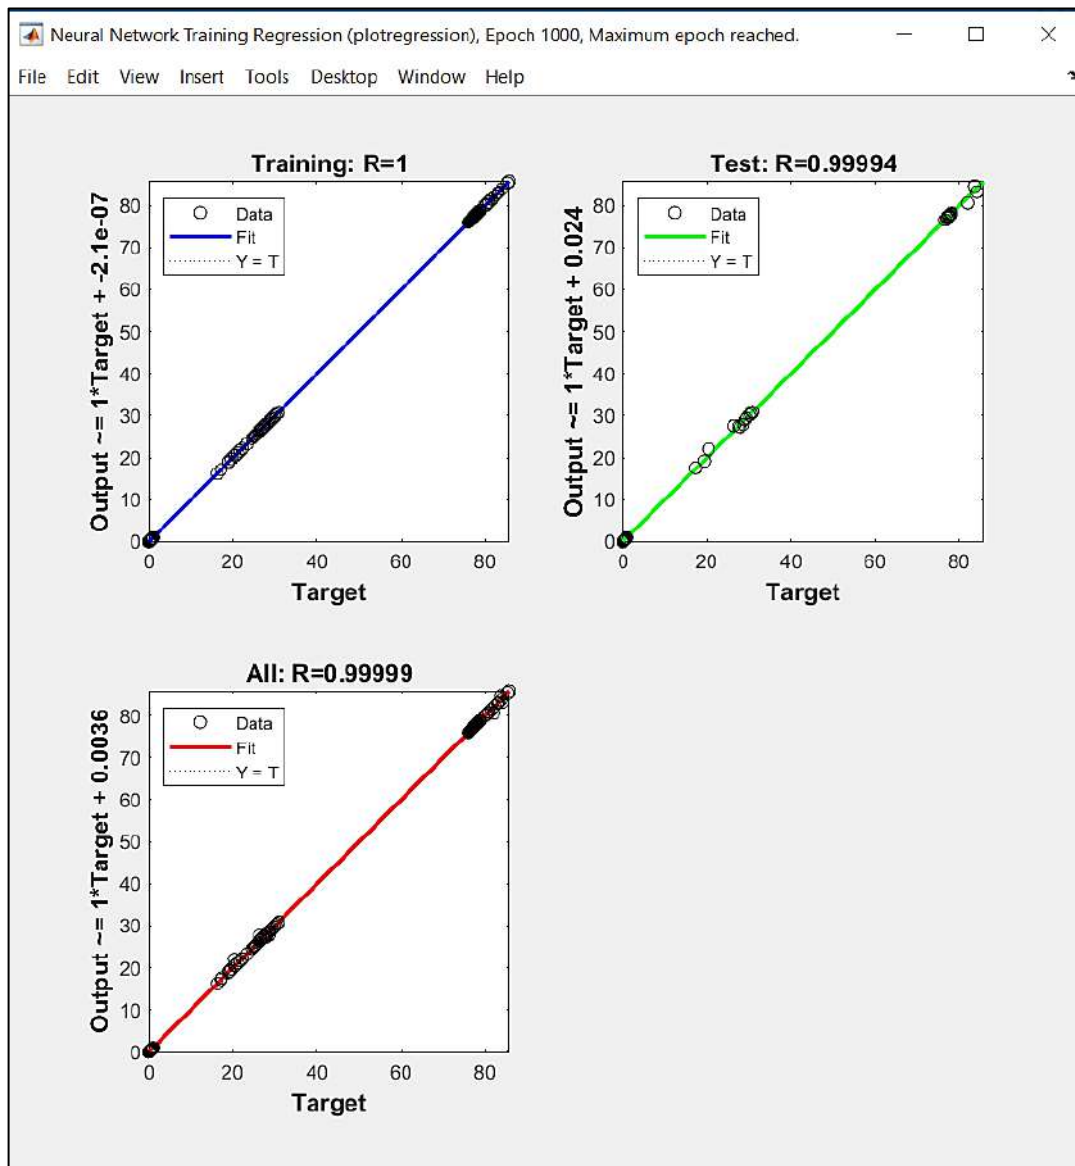 Neural Network Training Regression (plotregression), Epoch 1000, Maximum epoch reached.
File Edit View Insert Tools Desktop Window Help
Training: R=1
Output ~= 1*Target + -2.1e-07
Data
Fit
Y = T
80
70
60
50
40
30
20
10
0
0 20 40 60 80
Target
Test: R=0.99994
Output ~= 1*Target + 0.024
Data
Fit
Y = T
80
70
60
50
40
30
20
10
0
0 20 40 60 80
Target
All: R=0.99999
Output ~= 1*Target + 0.0036
Data
Fit
Y = T
80
70
60
50
40
30
20
10
0
0 20 40 60 80
Target